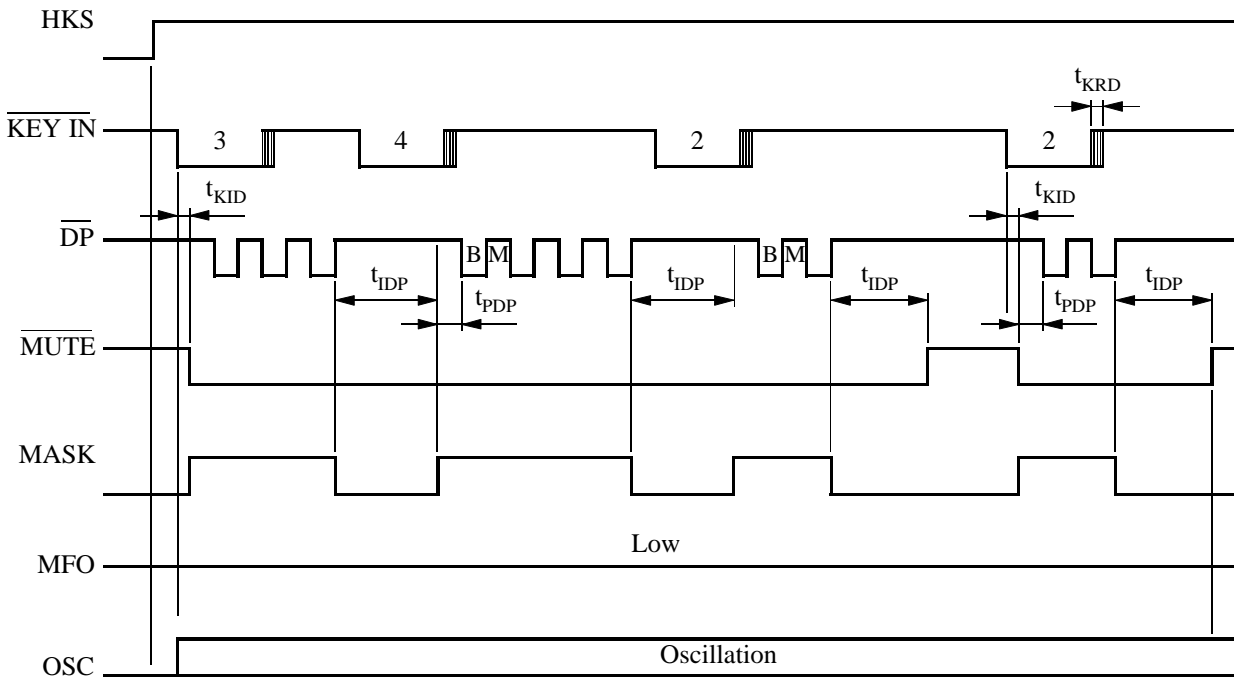 HKS
tKRD
KEY IN 3 4 2 2
tKID tKID
DP B M B M
tIDP tPDP tIDP tIDP tPDP tIDP
MUTE
MASK
Low
MFO
Oscillation
OSC